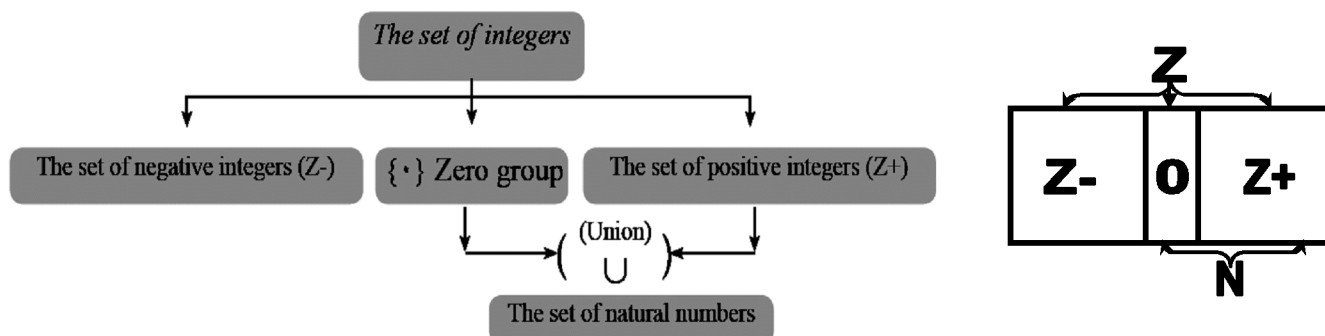 The set of integers
The set of negative integers (Z-)
{٠} Zero group
The set of positive integers (Z+)
(Union)
( ∪ )
The set of natural numbers
Z
Z- 0 Z+
N